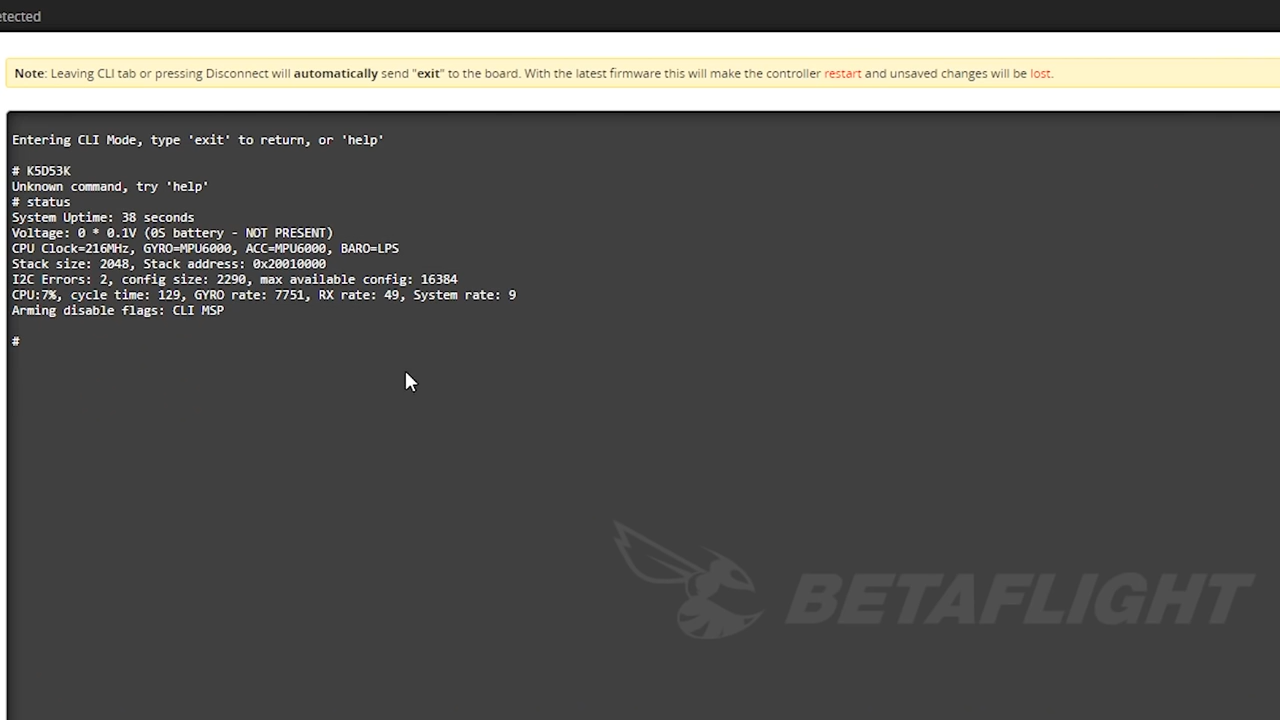 etected
Note: Leaving CLI tab or pressing Disconnect will automatically send "exit" to the board. With the latest firmware this will make the controller restart and unsaved changes will be lost.
Entering CLI Mode, type 'exit' to return, or 'help'
# K5D53K
Unknown command, try 'help'
# status
System Uptime: 38 seconds
Voltage: 0 * 0.1V (0S battery - NOT PRESENT)
CPU Clock=216MHz, GYRO=MPU6000, ACC=MPU6000, BARO=LPS
Stack size: 2048, Stack address: 0x20010000
I2C Errors: 2, config size: 2290, max available config: 16384
CPU:7%, cycle time: 129, GYRO rate: 7751, RX rate: 49, System rate: 9
Arming disable flags: CLI MSP
#
BETAFLIGHT